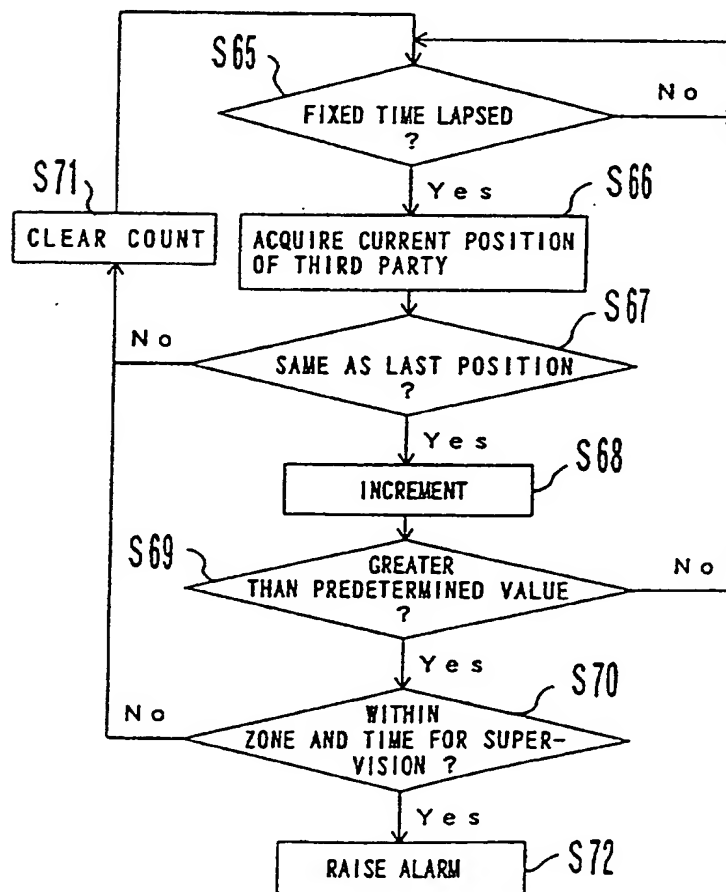 S65
FIXED TIME LAPSED
?
No
Yes
S71
CLEAR COUNT
S66
ACQUIRE CURRENT POSITION
OF THIRD PARTY
S67
No
SAME AS LAST POSITION
?
Yes
S68
INCREMENT
S69
GREATER
THAN PREDETERMINED VALUE
?
No
Yes
S70
No
WITHIN
ZONE AND TIME FOR SUPER-
VISION ?
Yes
S72
RAISE ALARM